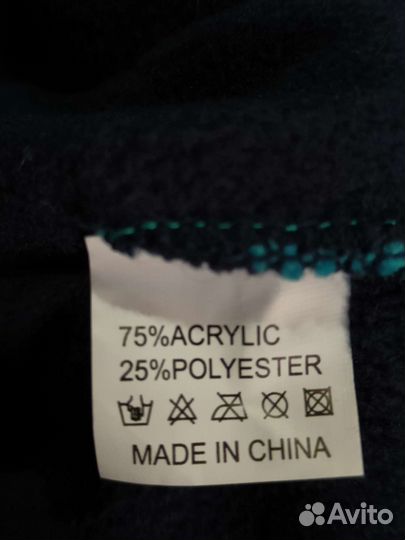 75%ACRYLIC
25%POLYESTER
MADE IN CHINA
Avito